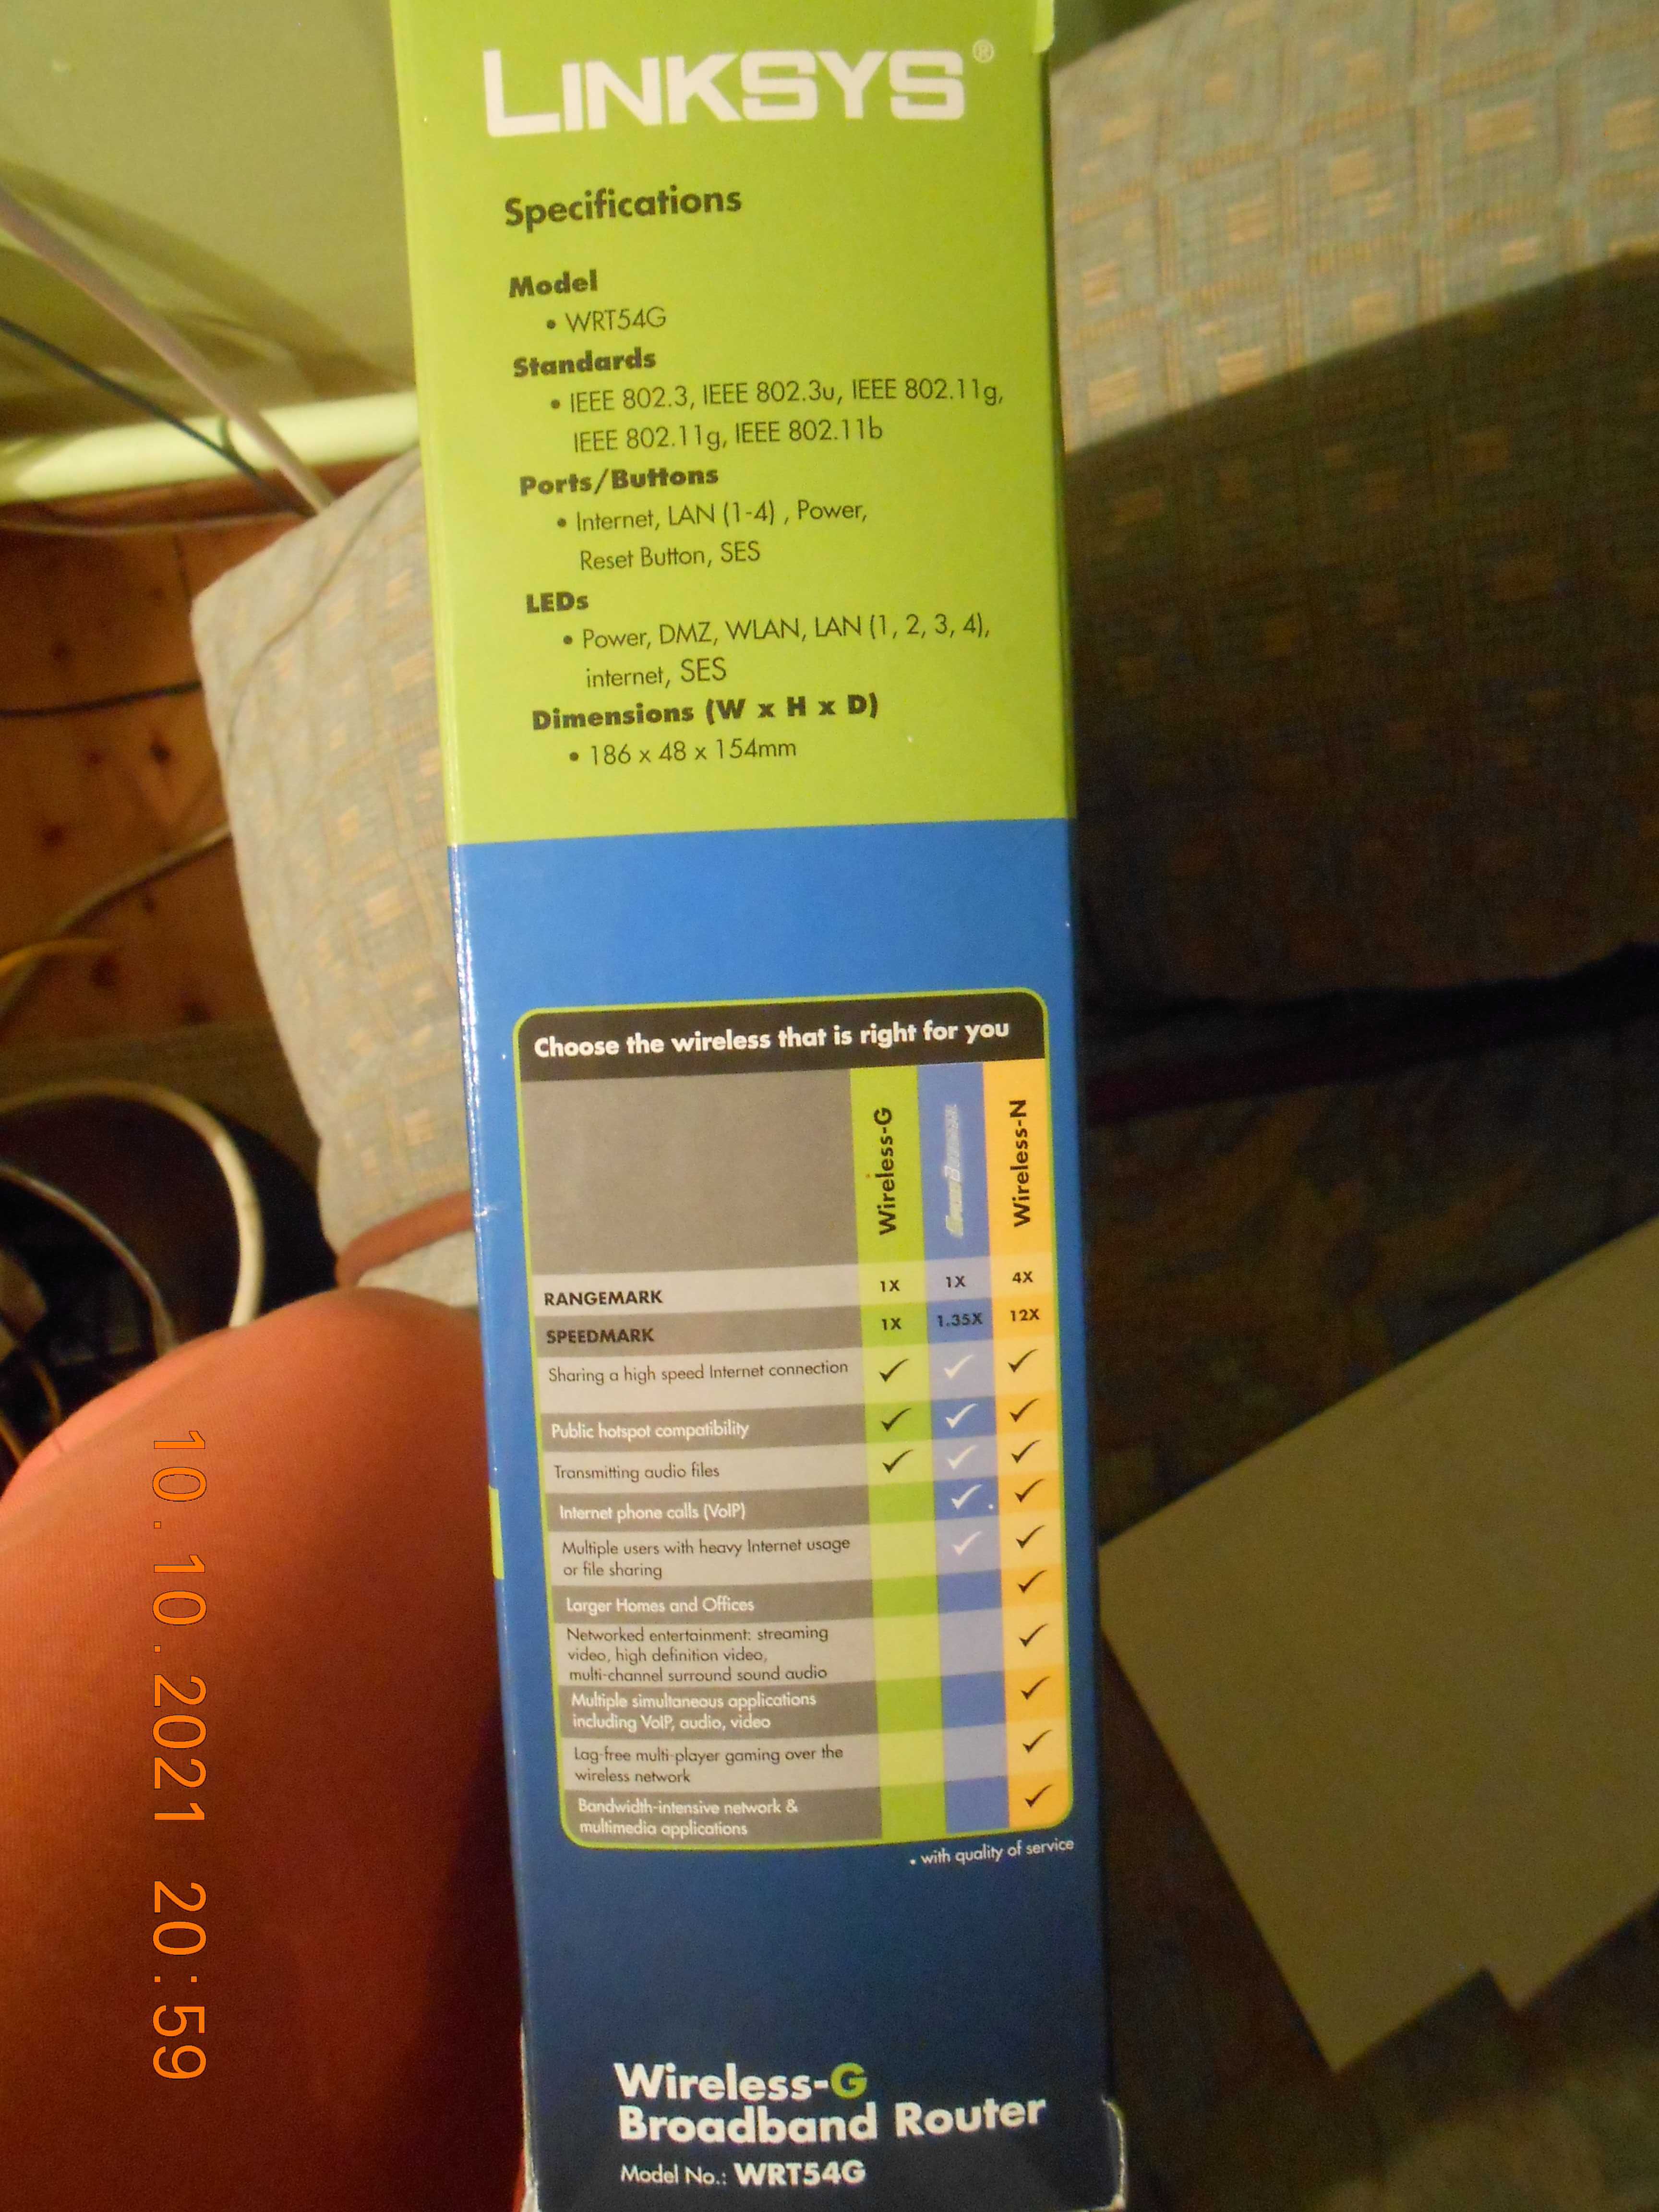 LINKSYS®
Specifications
Model
• WRT54G
Standards
• IEEE 802.3, IEEE 802.3u, IEEE 802.11g,
IEEE 802.11g, IEEE 802.11b
Ports/Buttons
• Internet, LAN (1-4) , Power,
Reset Button, SES
LEDs
• Power, DMZ, WLAN, LAN (1, 2, 3, 4),
internet, SES
Dimensions (W x H x D)
• 186 x 48 x 154mm
Choose the wireless that is right for you
Wireless-G
Wireless-N
RANGEMARK 1X 1X 4X
SPEEDMARK 1X 1.35X 12X
Sharing a high speed Internet connection ✓ ✓ ✓
Public hotspot compatibility ✓ ✓ ✓
Transmitting audio files ✓ ✓ ✓
Internet phone calls (VoIP) ✓• ✓
Multiple users with heavy Internet usage ✓ ✓
or file sharing
Larger Homes and Offices ✓
Networked entertainment: streaming
video, high definition video, ✓
multi-channel surround sound audio
Multiple simultaneous applications ✓
including VoIP, audio, video
Lag-free multi-player gaming over the ✓
wireless network
Bandwidth-intensive network & ✓
multimedia applications
• with quality of service
Wireless-G
Broadband Router
Model No.: WRT54G
10.10.2021 20:59